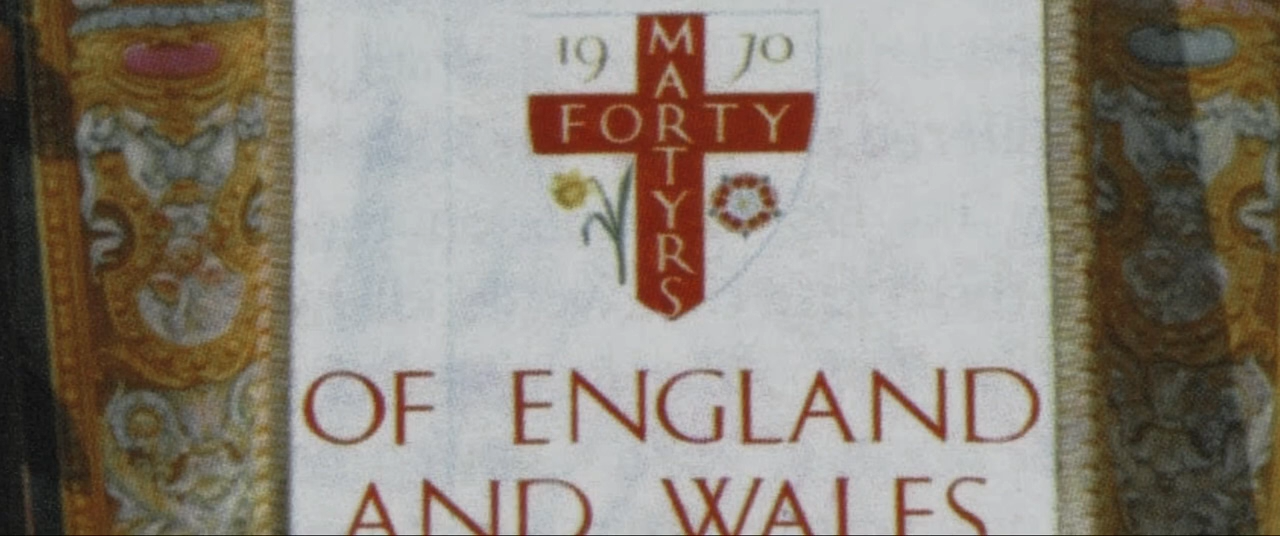 19 70
FORTY
MARTYRS
OF ENGLAND
AND WALES